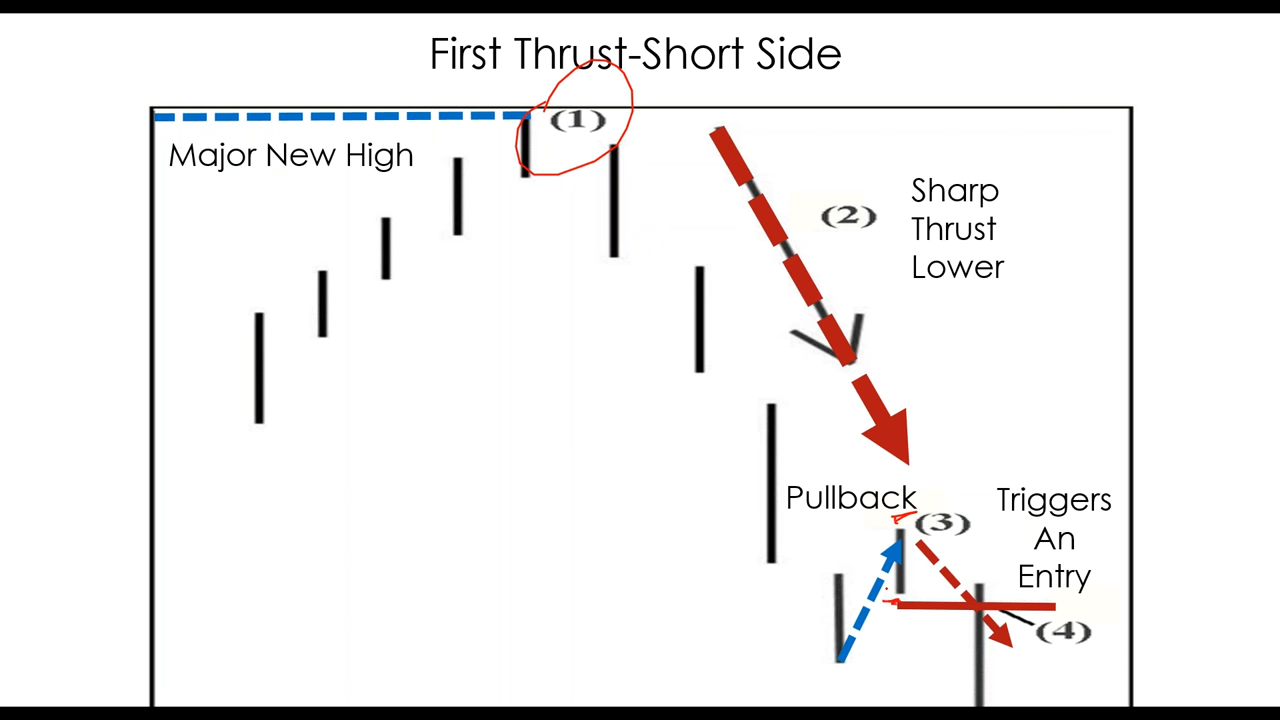 First Thrust-Short Side
(1)
Major New High
(2)
Sharp
Thrust
Lower
Pullback
(3)
Triggers
An
Entry
(4)